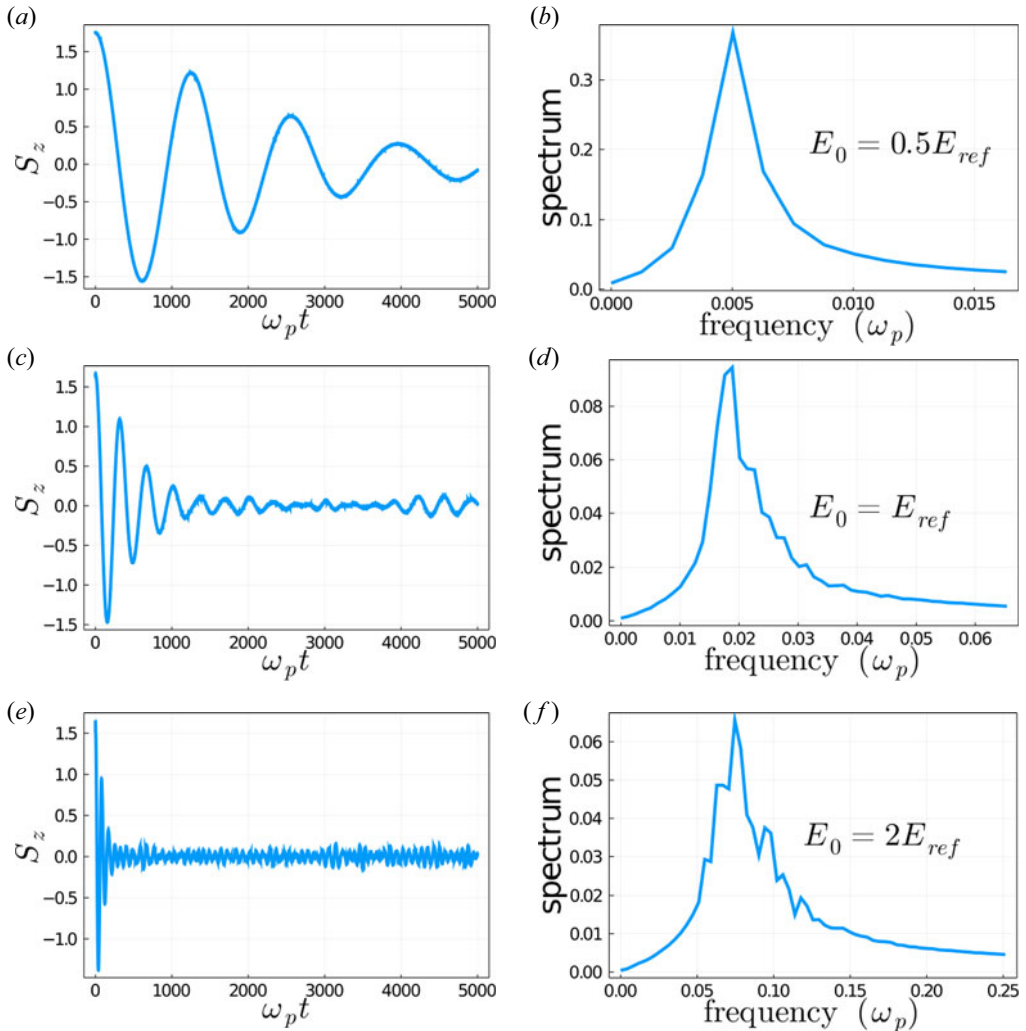 (a)
1.5
1.0
0.5
0.0
-0.5
-1.0
-1.5
S_z
0 1000 2000 3000 4000 5000
ω_p t
(b)
0.3
0.2
0.1
0.0
spectrum
E_0 = 0.5E_ref
0.000 0.005 0.010 0.015
frequency (ω_p)
(c)
1.5
1.0
0.5
0.0
-0.5
-1.0
-1.5
S_z
0 1000 2000 3000 4000 5000
ω_p t
(d)
0.08
0.06
0.04
0.02
0.00
spectrum
E_0 = E_ref
0.00 0.01 0.02 0.03 0.04 0.05 0.06
frequency (ω_p)
(e)
1.5
1.0
0.5
0.0
-0.5
-1.0
S_z
0 1000 2000 3000 4000 5000
ω_p t
(f)
0.06
0.05
0.04
0.03
0.02
0.01
0.00
spectrum
E_0 = 2E_ref
0.00 0.05 0.10 0.15 0.20 0.25
frequency (ω_p)